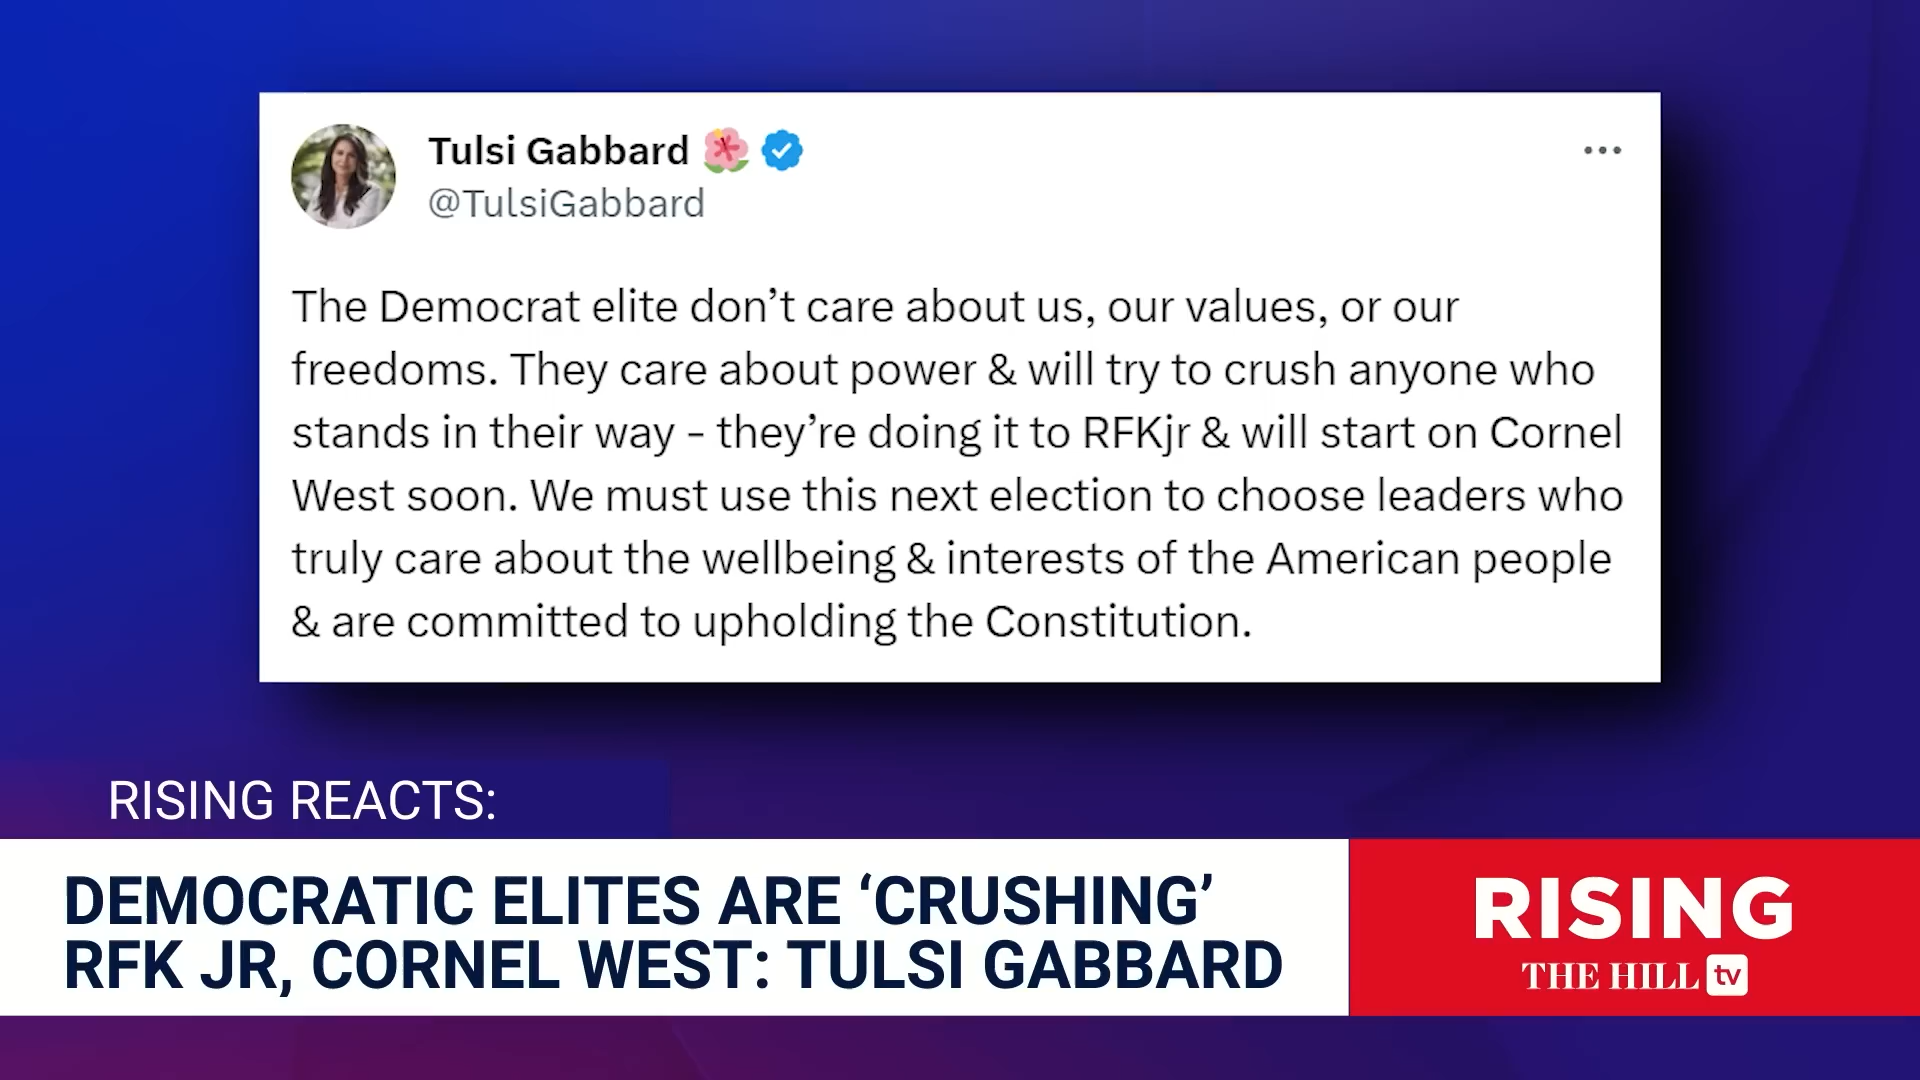 Tulsi Gabbard
@TulsiGabbard
The Democrat elite don’t care about us, our values, or our
freedoms. They care about power & will try to crush anyone who
stands in their way - they’re doing it to RFKjr & will start on Cornel
West soon. We must use this next election to choose leaders who
truly care about the wellbeing & interests of the American people
& are committed to upholding the Constitution.
RISING REACTS:
DEMOCRATIC ELITES ARE ‘CRUSHING’
RFK JR, CORNEL WEST: TULSI GABBARD
RISING
THE HILL tv